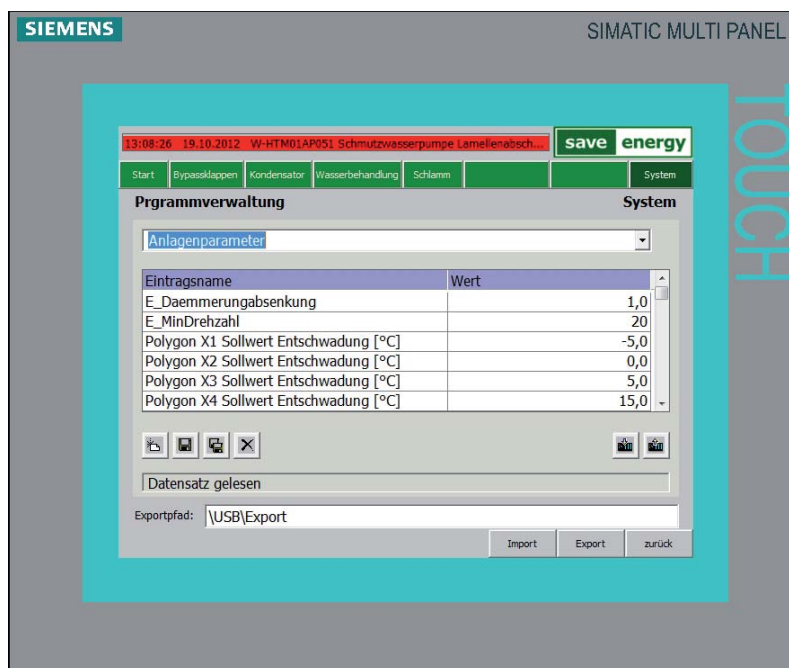 SIEMENS
SIMATIC MULTI PANEL
TOUCH
13:08:26 19.10.2012 W-HTM01AP051 Schmutzwasserpumpe Lamellenabsch...
save energy
Start Bypassklappen Kondensator Wasserbehandlung Schlamm System
Prgrammverwaltung System
Anlagenparameter
Eintragsname Wert
E_Daemmerungabsenkung 1,0
E_MinDrehzahl 20
Polygon X1 Sollwert Entschwadung [°C] -5,0
Polygon X2 Sollwert Entschwadung [°C] 0,0
Polygon X3 Sollwert Entschwadung [°C] 5,0
Polygon X4 Sollwert Entschwadung [°C] 15,0
Datensatz gelesen
Exportpfad: \USB\Export
Import Export zurück